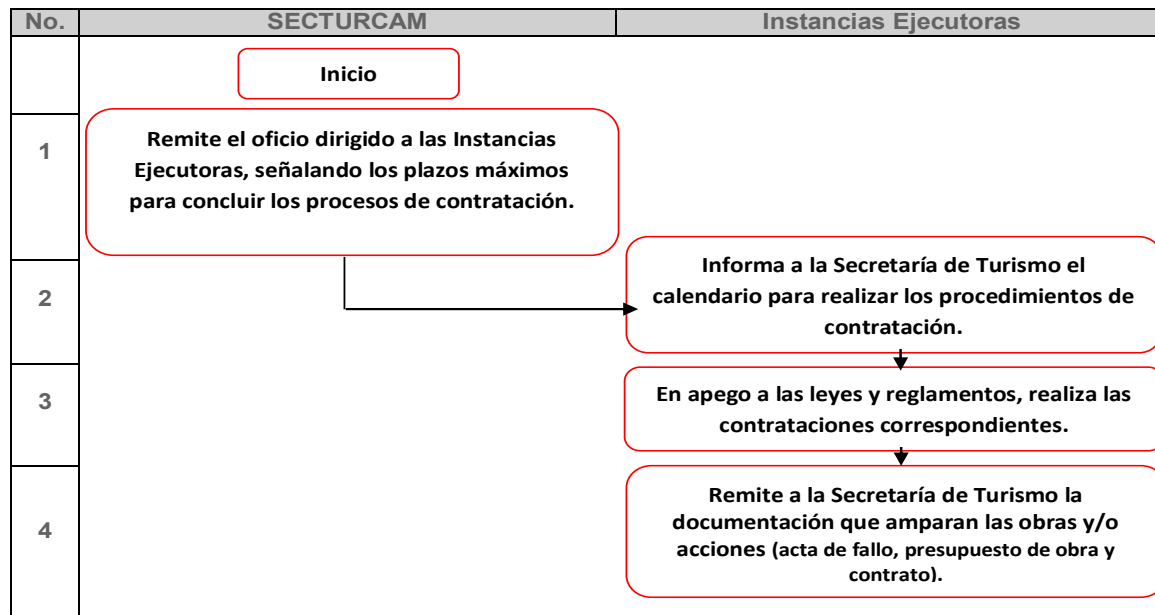 No. SECTURCAM Instancias Ejecutoras
Inicio
1
Remite el oficio dirigido a las Instancias
Ejecutoras, señalando los plazos máximos
para concluir los procesos de contratación.
2
Informa a la Secretaría de Turismo el
calendario para realizar los procedimientos de
contratación.
3
En apego a las leyes y reglamentos, realiza las
contrataciones correspondientes.
4
Remite a la Secretaría de Turismo la
documentación que amparan las obras y/o
acciones (acta de fallo, presupuesto de obra y
contrato).